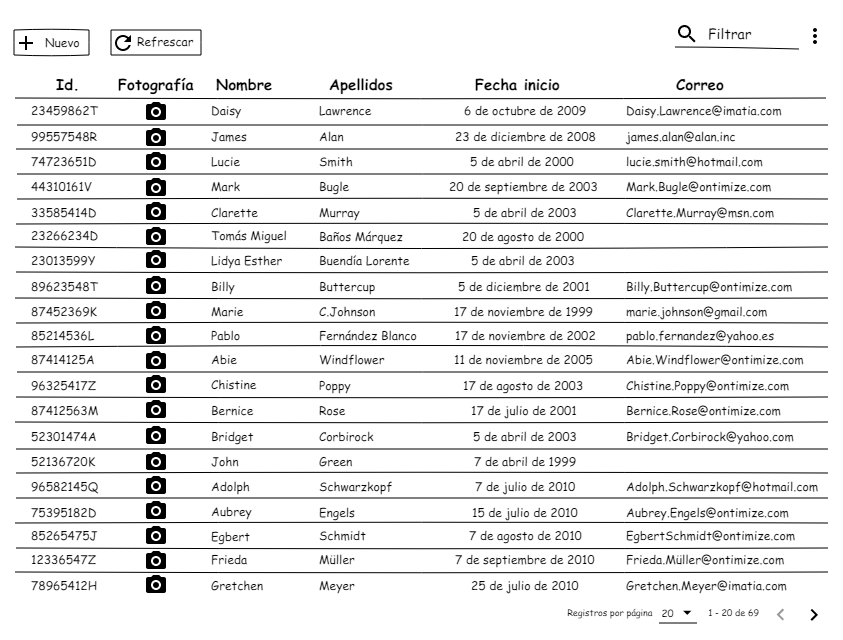 Nuevo Refrescar Filtrar
Id. Fotografía Nombre Apellidos Fecha inicio Correo
23459862T Daisy Lawrence 6 de octubre de 2009 Daisy.Lawrence@imatia.com
99557548R James Alan 23 de diciembre de 2008 james.alan@alan.inc
74723651D Lucie Smith 5 de abril de 2000 lucie.smith@hotmail.com
44310161V Mark Bugle 20 de septiembre de 2003 Mark.Bugle@ontimize.com
33585414D Clarette Murray 5 de abril de 2003 Clarette.Murray@msn.com
23266234D Tomás Miguel Baños Márquez 20 de agosto de 2000
23013599Y Lidya Esther Buendía Lorente 5 de abril de 2003
89623548T Billy Buttercup 5 de diciembre de 2001 Billy.Buttercup@ontimize.com
87452369K Marie C.Johnson 17 de noviembre de 1999 marie.johnson@gmail.com
85214536L Pablo Fernández Blanco 17 de noviembre de 2002 pablo.fernandez@yahoo.es
87414125A Abie Windflower 11 de noviembre de 2005 Abie.Windflower@ontimize.com
96325417Z Chistine Poppy 17 de agosto de 2003 Chistine.Poppy@ontimize.com
87412563M Bernice Rose 17 de julio de 2001 Bernice.Rose@ontimize.com
52301474A Bridget Corbirock 5 de abril de 2003 Bridget.Corbirock@yahoo.com
52136720K John Green 7 de abril de 1999
96582145Q Adolph Schwarzkopf 7 de julio de 2010 Adolph.Schwarzkopf@hotmail.com
75395182D Aubrey Engels 15 de julio de 2010 Aubrey.Engels@ontimize.com
85265475J Egbert Schmidt 7 de agosto de 2010 EgbertSchmidt@ontimize.com
12336547Z Frieda Müller 7 de septiembre de 2010 Frieda.Müller@ontimize.com
78965412H Gretchen Meyer 25 de julio de 2010 Gretchen.Meyer@imatia.com
Registros por página 20 1 - 20 de 69